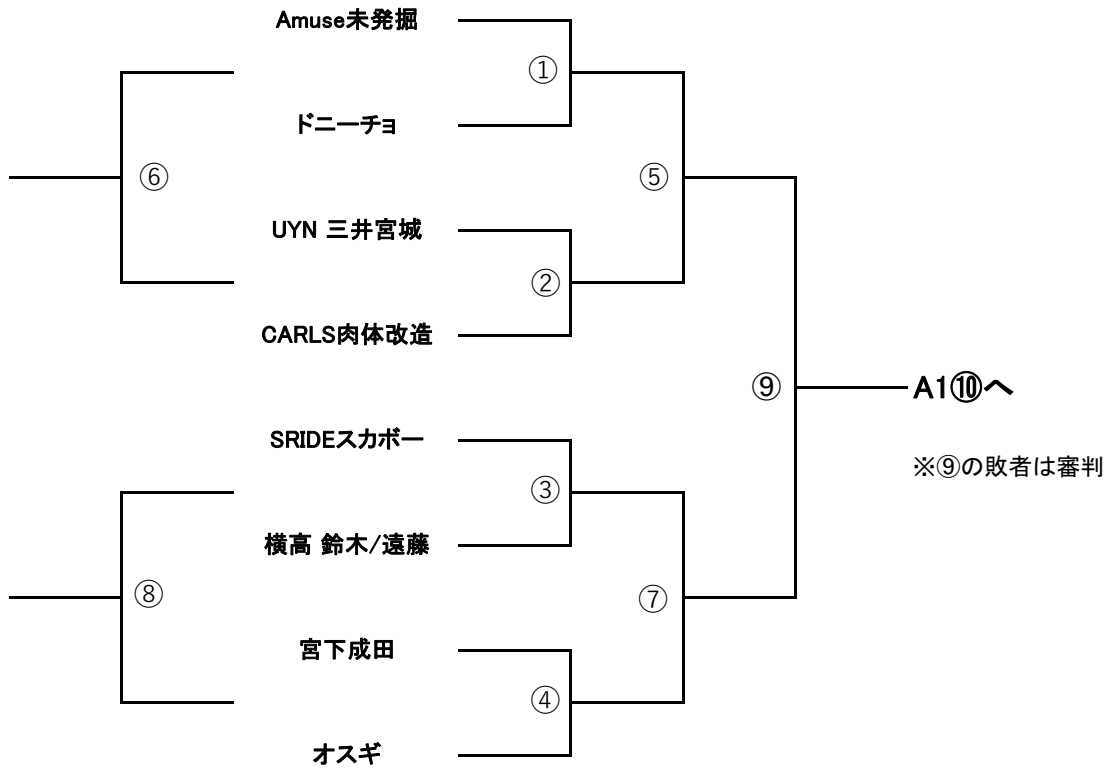 Amuse未発掘
①
ドニーチョ
⑥
⑤
UYN 三井宮城
②
CARLS肉体改造
⑨
A1⑩へ
SRIDEスカボー
※⑨の敗者は審判
③
横高 鈴木/遠藤
⑧
⑦
宮下成田
④
オスギ